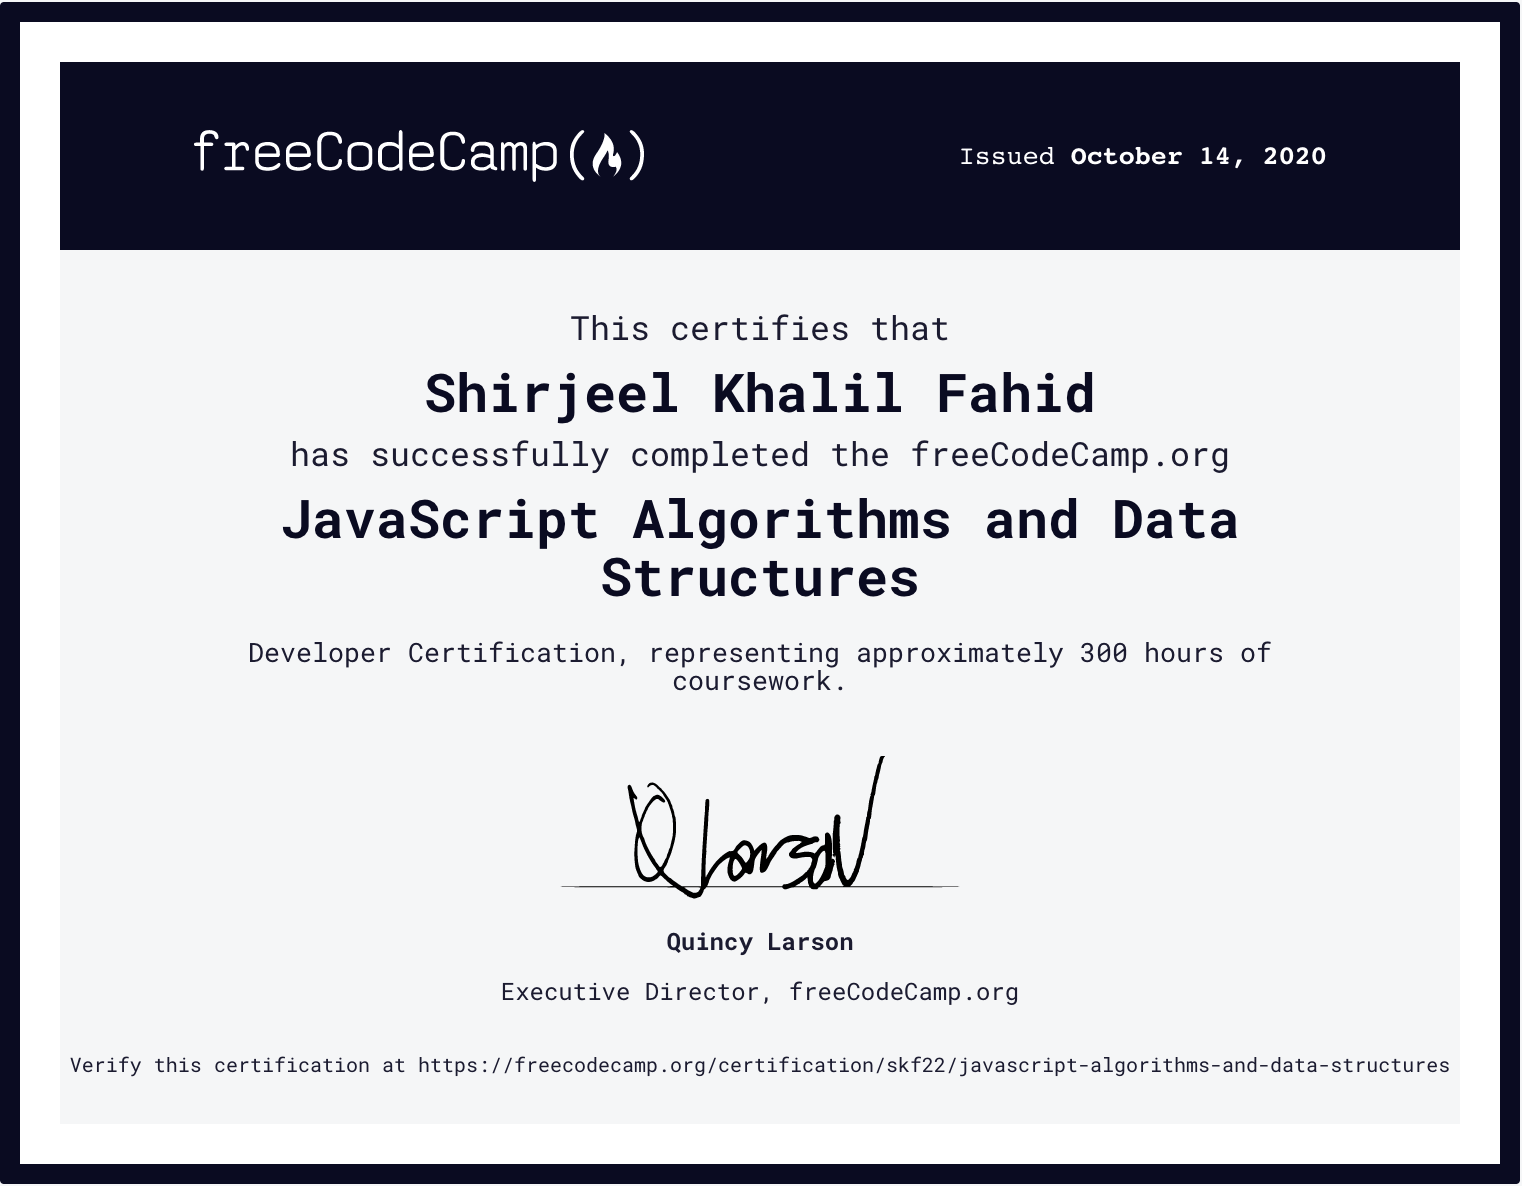 freeCodeCamp(🔥)
Issued October 14, 2020
This certifies that
Shirjeel Khalil Fahid
has successfully completed the freeCodeCamp.org
JavaScript Algorithms and Data
Structures
Developer Certification, representing approximately 300 hours of
coursework.
Q Larson
Quincy Larson
Executive Director, freeCodeCamp.org
Verify this certification at https://freecodecamp.org/certification/skf22/javascript-algorithms-and-data-structures